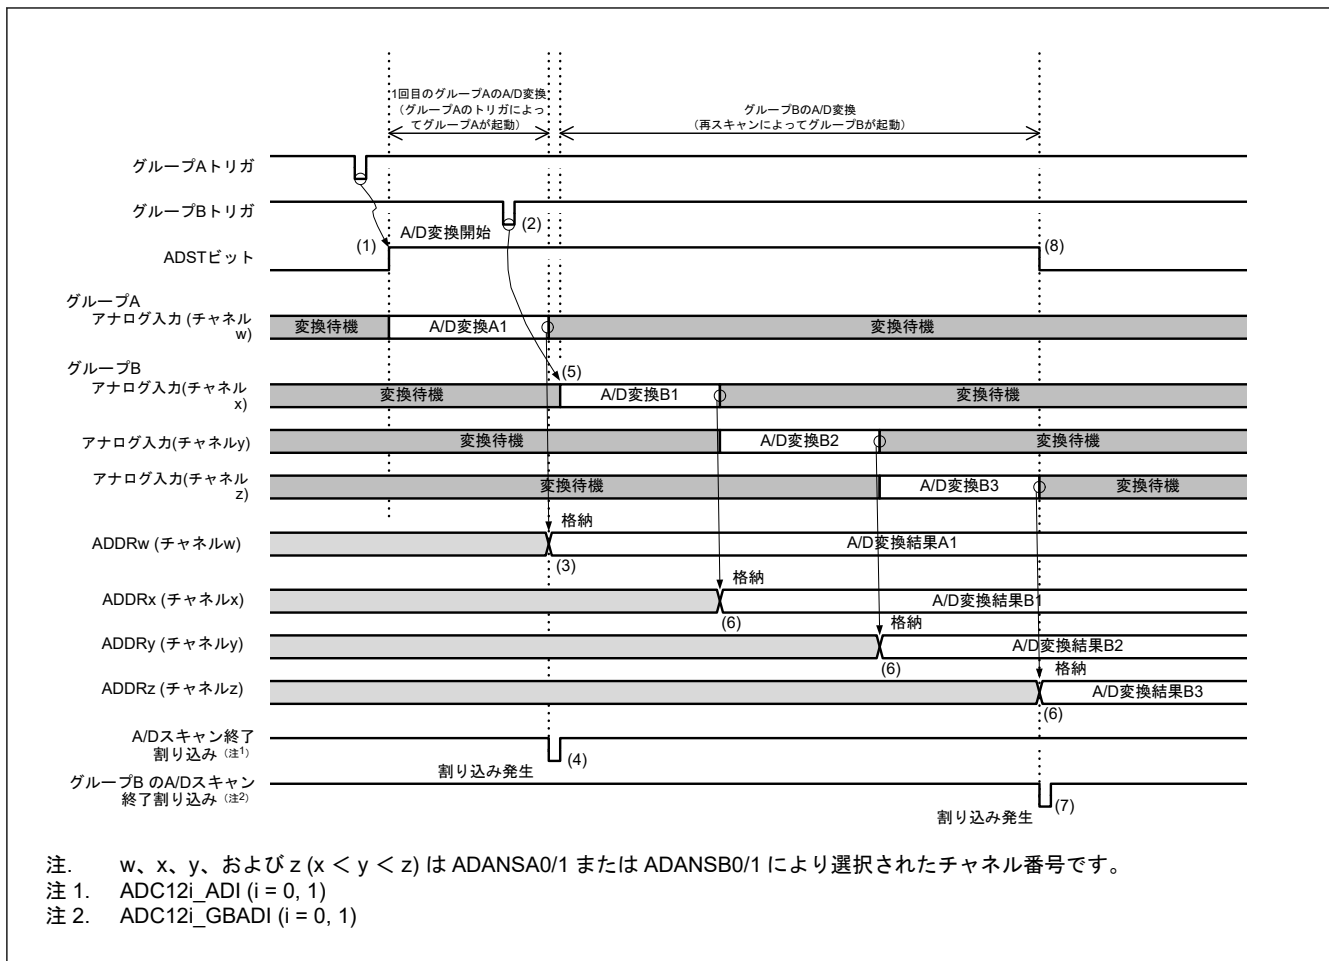 1回目のグループAのA/D変換
（グループAのトリガによっ
てグループAが起動）
グループBのA/D変換
（再スキャンによってグループBが起動）
グループAトリガ
グループBトリガ
(2)
A/D変換開始
(1)
(8)
ADSTビット
グループA
アナログ入力 (チャネル
w)
変換待機
A/D変換A1
変換待機
グループB
アナログ入力(チャネル
x)
(5)
変換待機
A/D変換B1
変換待機
アナログ入力(チャネルy)
変換待機
A/D変換B2
変換待機
アナログ入力(チャネル
z)
変換待機
A/D変換B3
変換待機
格納
ADDRw (チャネルw)
A/D変換結果A1
(3)
格納
ADDRx (チャネルx)
A/D変換結果B1
(6)
格納
ADDRy (チャネルy)
A/D変換結果B2
(6)
格納
ADDRz (チャネルz)
A/D変換結果B3
(6)
A/Dスキャン終了
割り込み（注1）
(4)
割り込み発生
グループB のA/Dスキャン
終了割り込み（注2）
(7)
割り込み発生
注. w、x、y、および z (x ＜ y ＜ z) は ADANSA0/1 または ADANSB0/1 により選択されたチャネル番号です。
注 1. ADC12i_ADI (i = 0, 1)
注 2. ADC12i_GBADI (i = 0, 1)